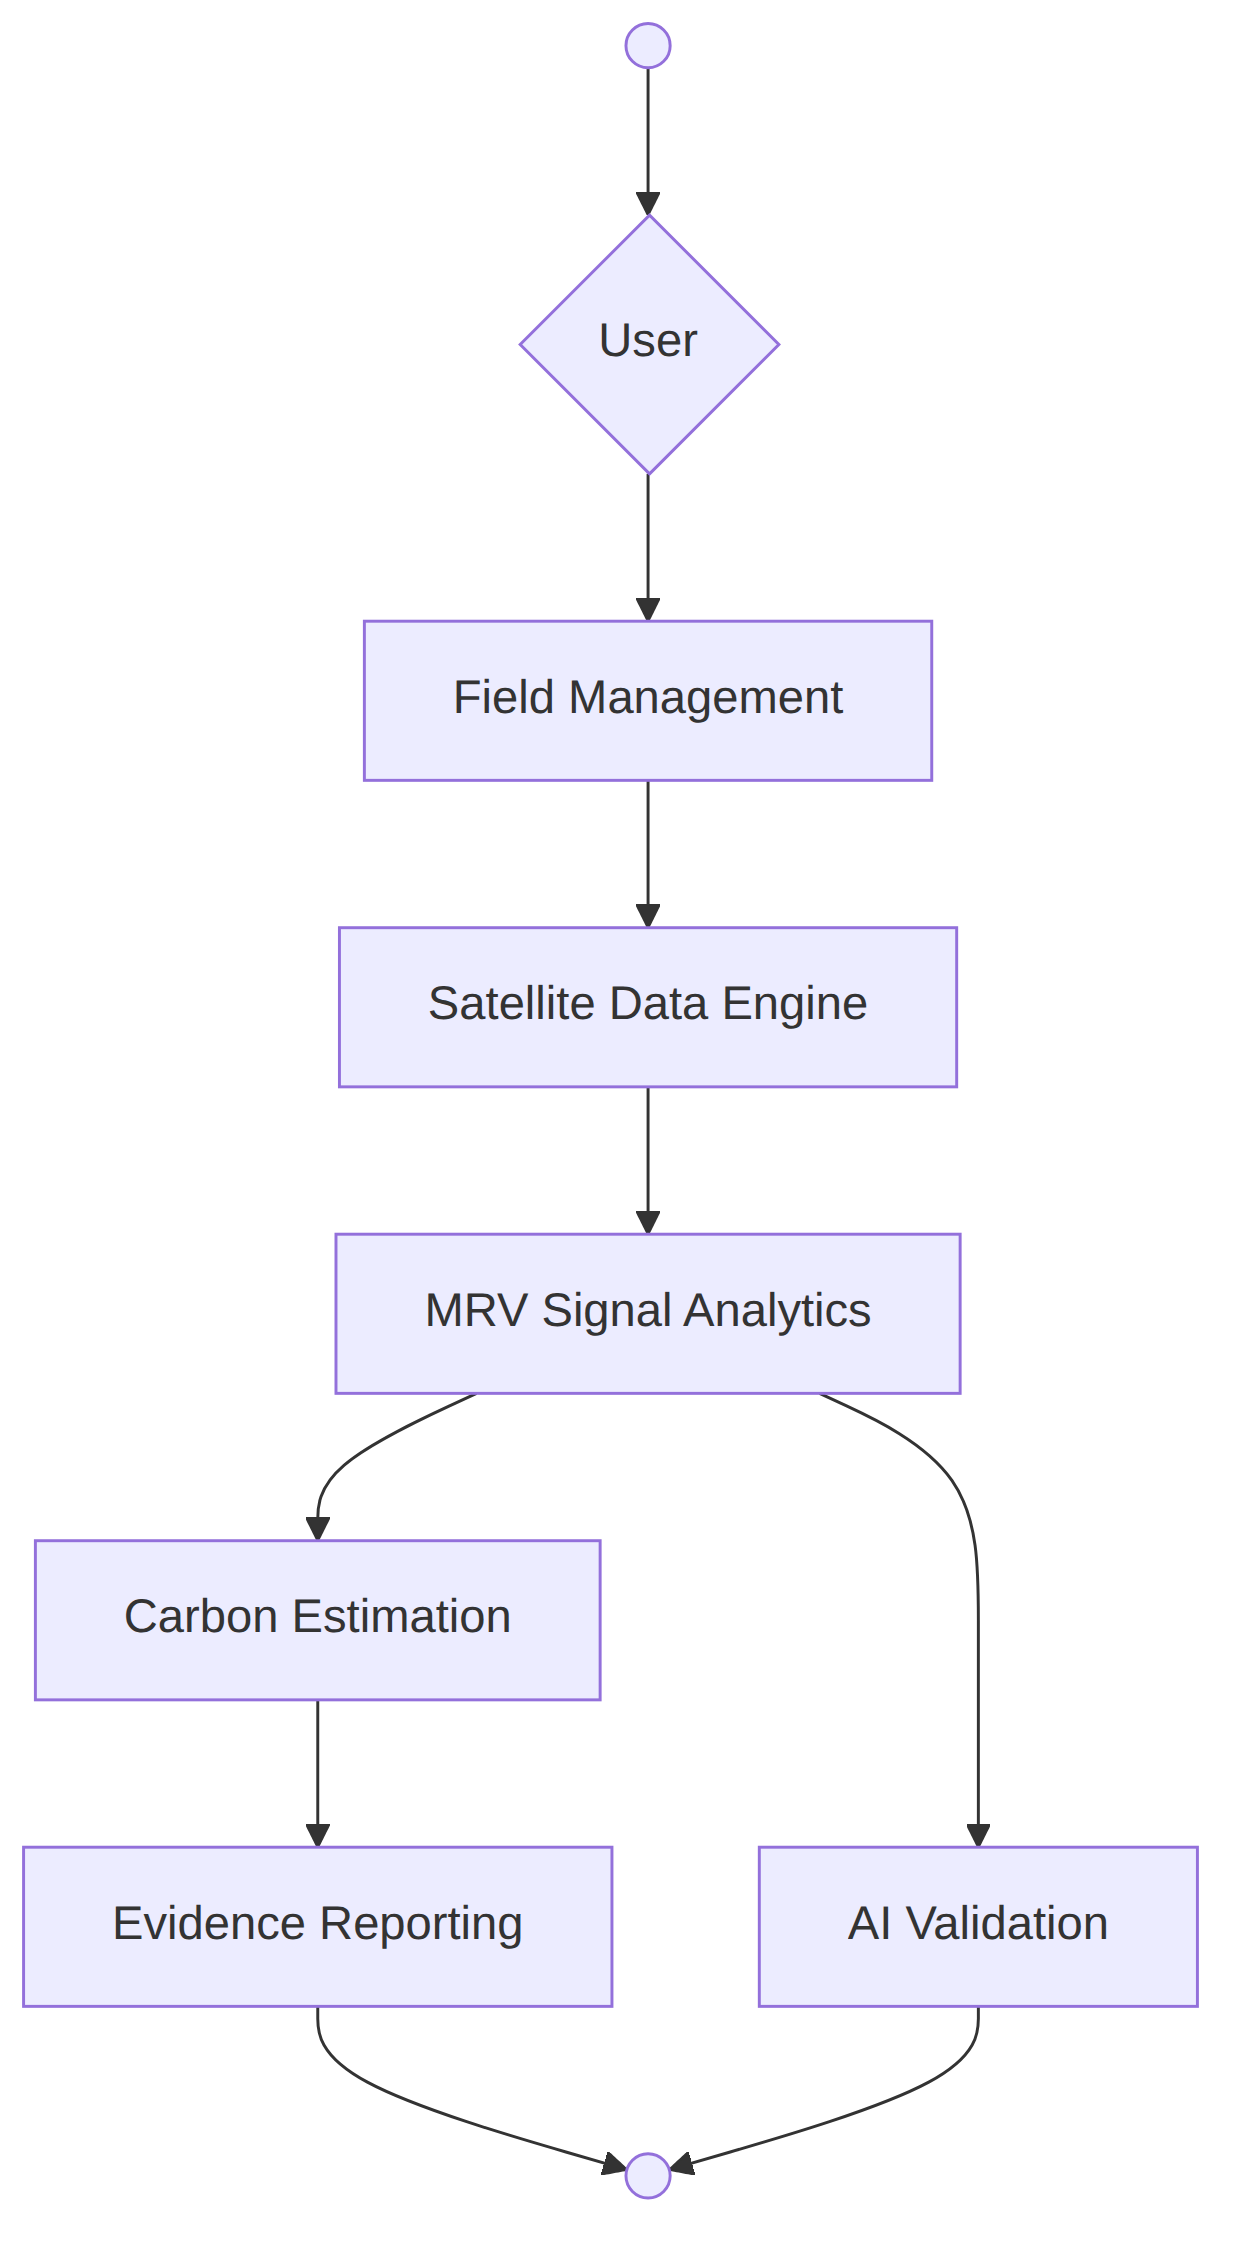 User
Field Management
Satellite Data Engine
MRV Signal Analytics
Carbon Estimation
Evidence Reporting
AI Validation